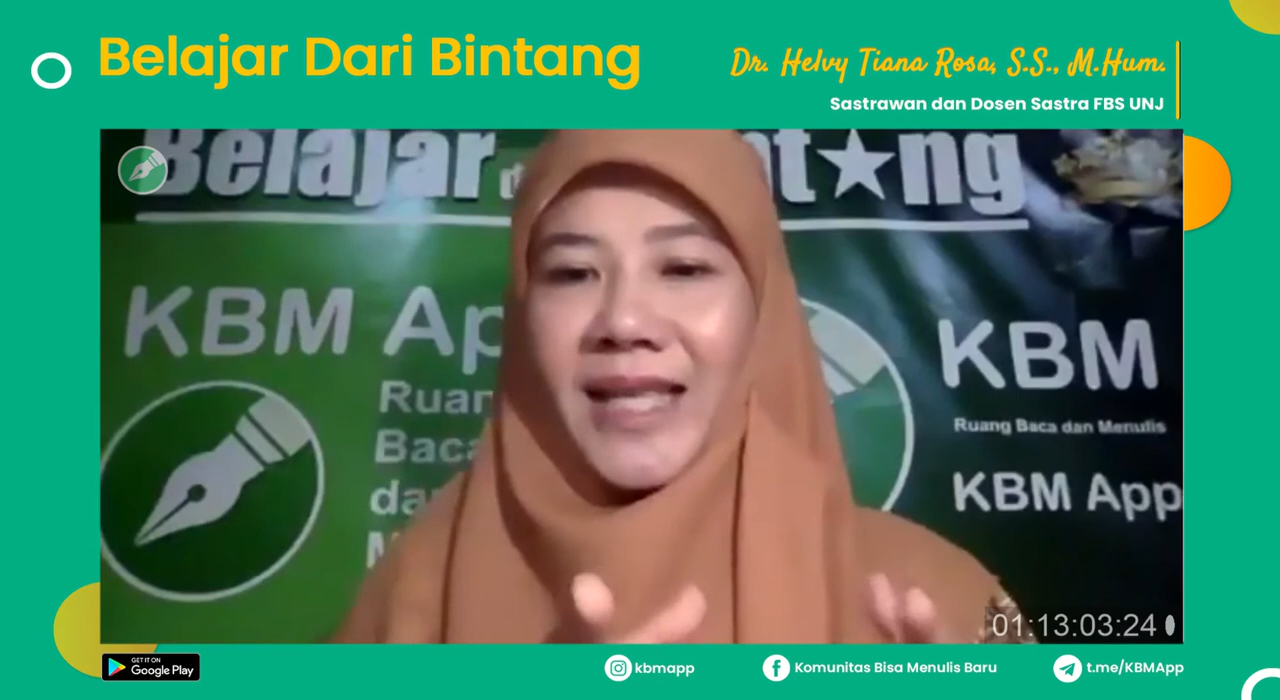 Belajar Dari Bintang
Dr. Helvy Tiana Rosa, S.S., M.Hum.
Sastrawan dan Dosen Sastra FBS UNJ
Belajar
KBM Ap
Ruan
Baca
da
KBM
Ruang Baca dan Menulis
KBM App
01:13:03:24
GET IT ON
Google Play
kbmapp
Komunitas Bisa Menulis Baru
t.me/KBMApp